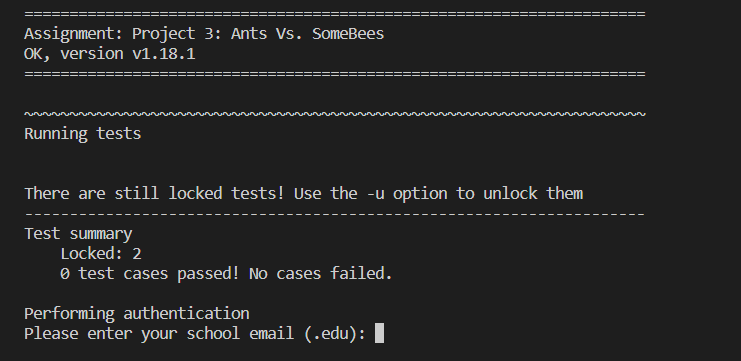 =====================================================================
Assignment: Project 3: Ants Vs. SomeBees
OK, version v1.18.1
=====================================================================
~~~~~~~~~~~~~~~~~~~~~~~~~~~~~~~~~~~~~~~~~~~~~~~~~~~~~~~~~~~~~~~~~~~~~
Running tests
There are still locked tests! Use the -u option to unlock them
---------------------------------------------------------------------
Test summary
    Locked: 2
    0 test cases passed! No cases failed.
Performing authentication
Please enter your school email (.edu):